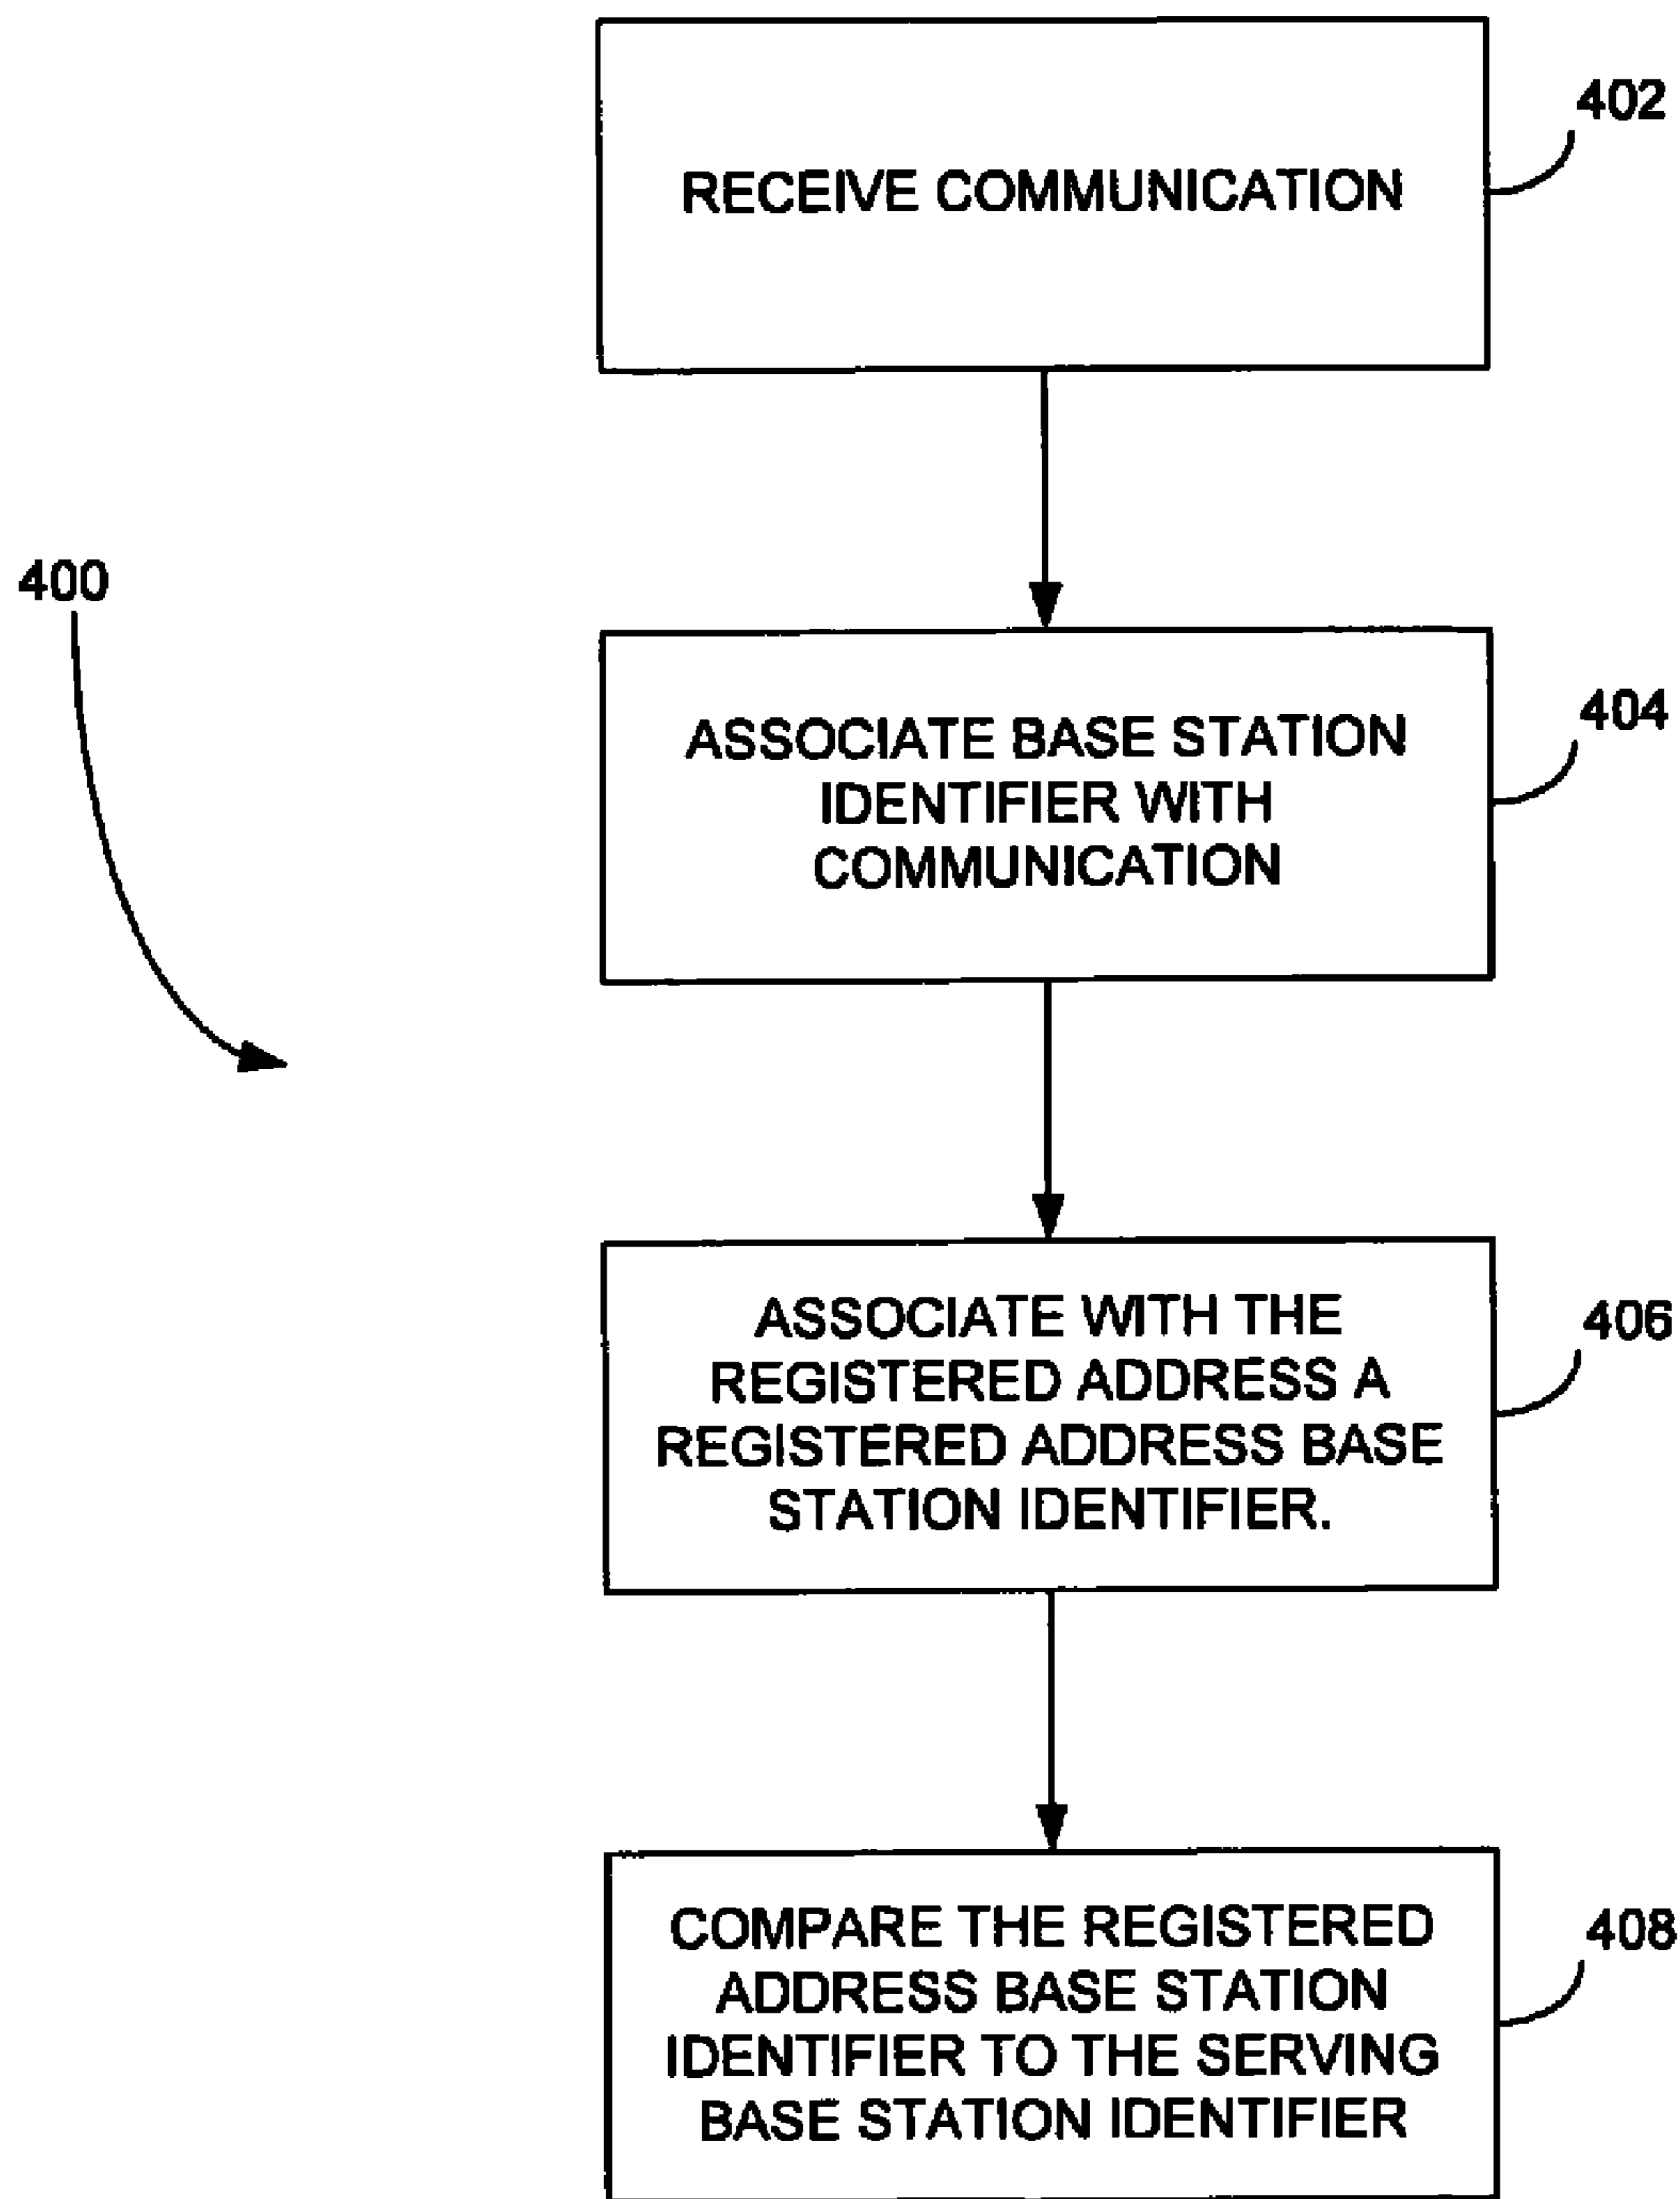 RECEIVE COMMUNICATION
402
400
ASSOCIATE BASE STATION
IDENTIFIER WITH
COMMUNICATION
404
ASSOCIATE WITH THE
REGISTERED ADDRESS A
REGISTERED ADDRESS BASE
STATION IDENTIFIER.
406
COMPARE THE REGISTERED
ADDRESS BASE STATION
IDENTIFIER TO THE SERVING
BASE STATION IDENTIFIER
408